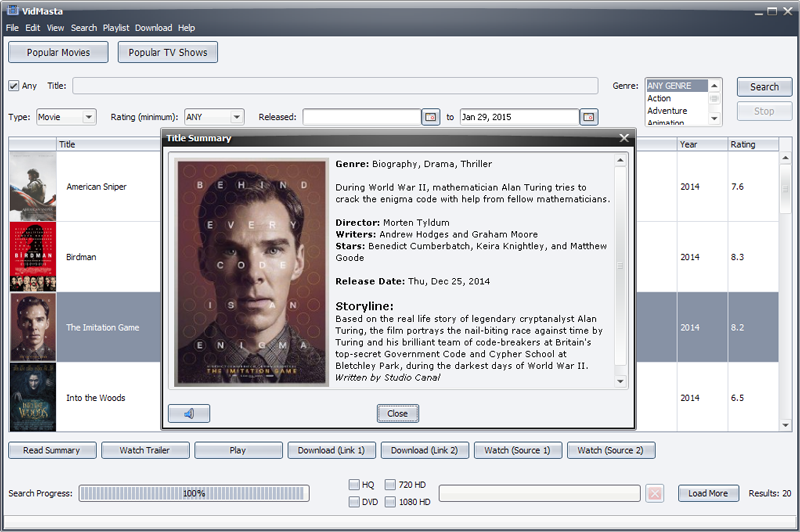 VidMasta
File Edit View Search Playlist Download Help
Popular Movies Popular TV Shows
Any Title: Genre: ANY GENRE Search
Action
Adventure Stop
Animation
Type: Movie Rating (minimum): ANY Released: to Jan 29, 2015
Title Year Rating
American Sniper 2014 7.6
BIRDMAN
Birdman 2014 8.3
The Imitation Game 2014 8.2
Into the Woods 2014 6.5
Title Summary
BEHIND
EVERY
CODE
IS AN
ENIGMA
THE IMITATION GAME
Genre: Biography, Drama, Thriller
During World War II, mathematician Alan Turing tries to
crack the enigma code with help from fellow mathematicians.
Director: Morten Tyldum
Writers: Andrew Hodges and Graham Moore
Stars: Benedict Cumberbatch, Keira Knightley, and Matthew
Goode
Release Date: Thu, Dec 25, 2014
Storyline:
Based on the real life story of legendary cryptanalyst Alan
Turing, the film portrays the nail-biting race against time by
Turing and his brilliant team of code-breakers at Britain's
top-secret Government Code and Cypher School at
Bletchley Park, during the darkest days of World War II.
Written by Studio Canal
Close
Read Summary Watch Trailer Play Download (Link 1) Download (Link 2) Watch (Source 1) Watch (Source 2)
Search Progress: 100% HQ 720 HD Load More Results: 20
DVD 1080 HD